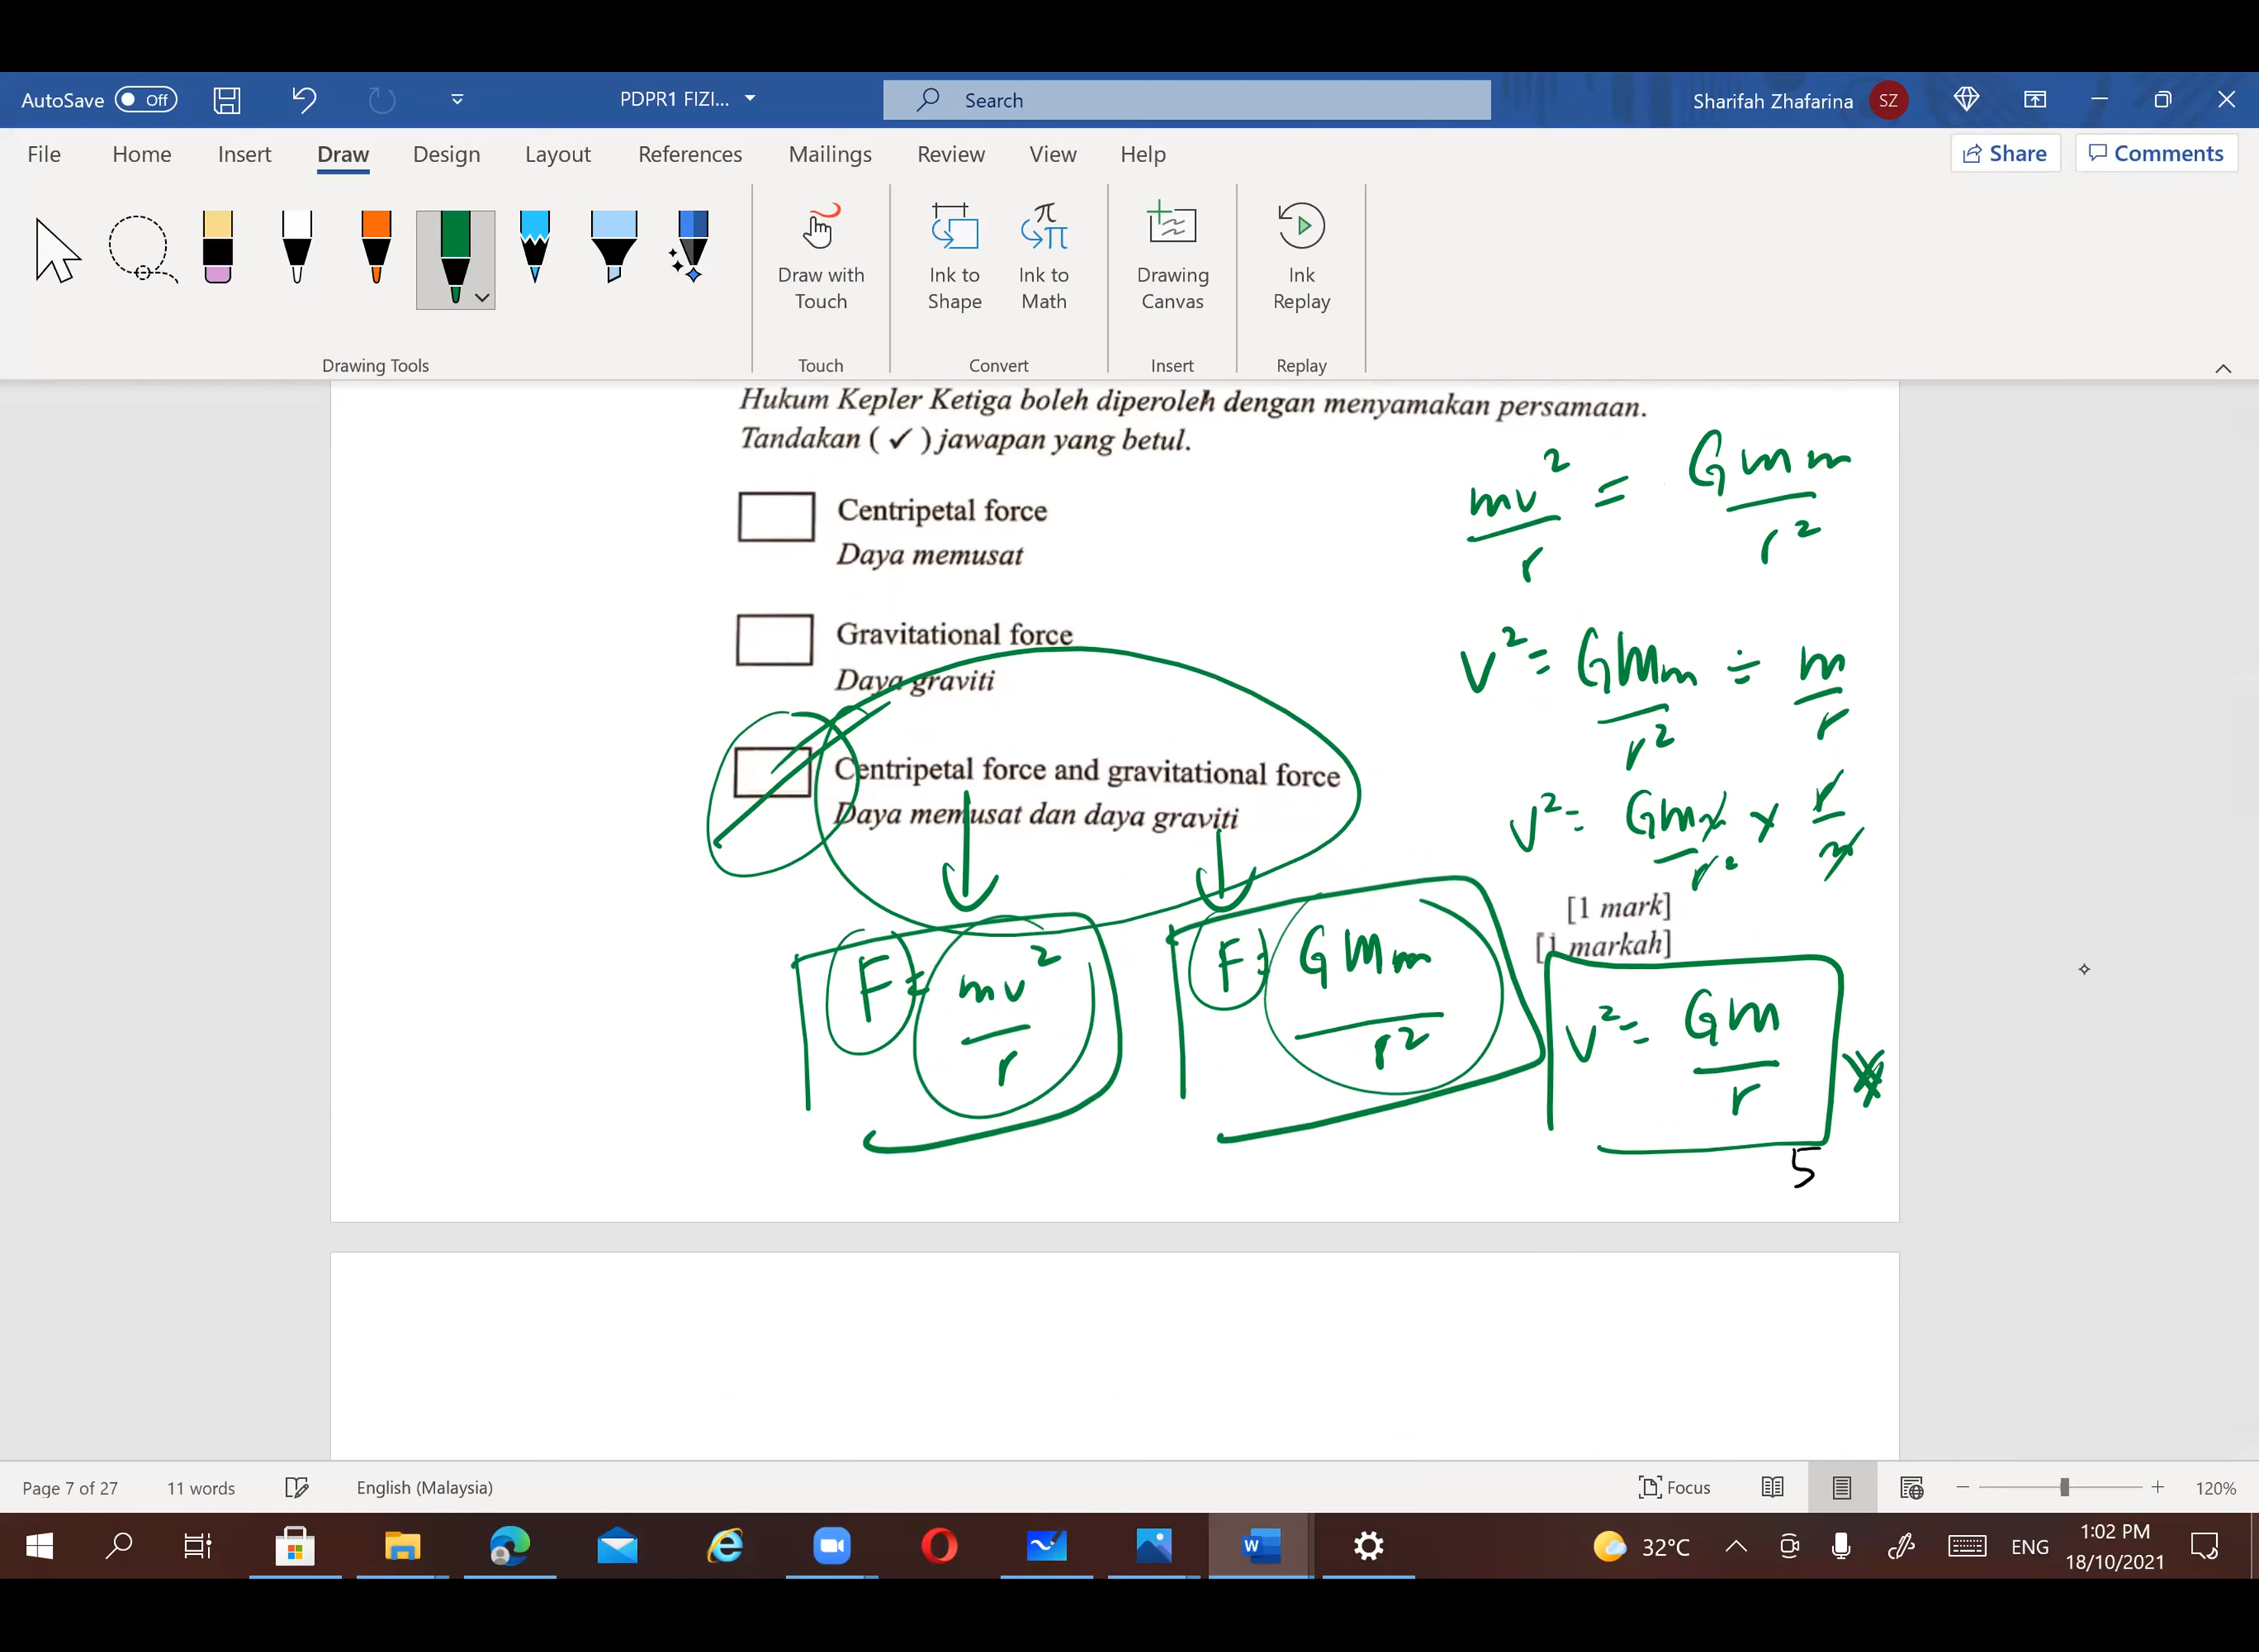 AutoSave Off PDPR1 FIZI... Search Sharifah Zhafarina SZ
File Home Insert Draw Design Layout References Mailings Review View Help Share Comments
Draw with Touch
Ink to Shape
Ink to Math
Drawing Canvas
Ink Replay
Drawing Tools Touch Convert Insert Replay
Hukum Kepler Ketiga boleh diperoleh dengan menyamakan persamaan.
Tandakan ( ✓ ) jawapan yang betul.
Centripetal force
Daya memusat
Gravitational force
Daya graviti
Centripetal force and gravitational force
Daya memusat dan daya graviti
mv²/r = GMm/r²
v² = GMm/r² ÷ m/r
v² = GMm/r² × r/m
[1 mark]
[1 markah]
F = mv²/r
F = GMm/r²
v² = GM/r
5
Page 7 of 27 11 words English (Malaysia) Focus 120%
32°C ENG 1:02 PM
18/10/2021